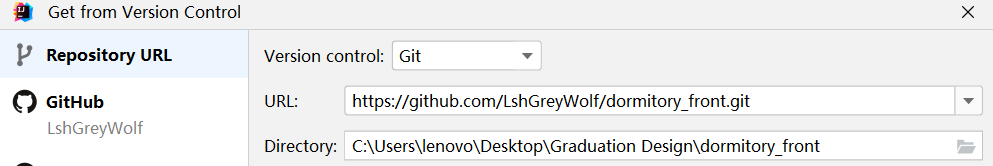 Get from Version Control
Repository URL
Version control: Git
GitHub
LshGreyWolf
URL: https://github.com/LshGreyWolf/dormitory_front.git
Directory: C:\Users\lenovo\Desktop\Graduation Design\dormitory_front